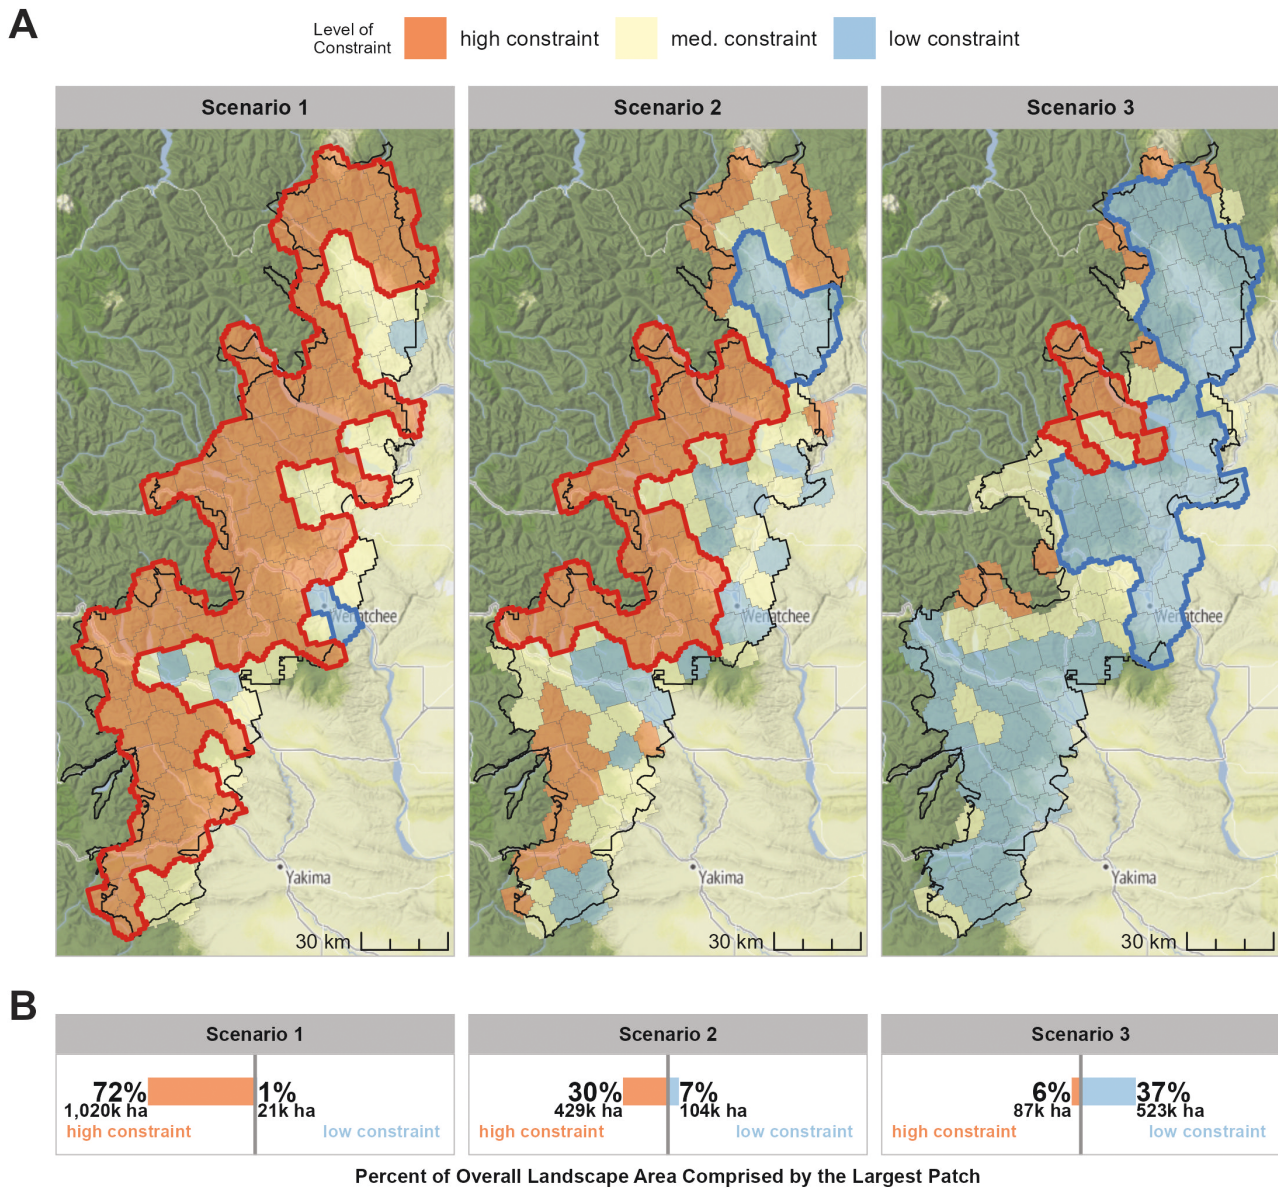 A
Level of
Constraint
high constraint
med. constraint
low constraint
Scenario 1
Scenario 2
Scenario 3
Wenatchee
Wenatchee
Wenatchee
Yakima
Yakima
Yakima
30 km
30 km
30 km
B
Scenario 1
Scenario 2
Scenario 3
72%
1,020k ha
high constraint
1%
21k ha
low constraint
30%
429k ha
high constraint
7%
104k ha
low constraint
6%
87k ha
high constraint
37%
523k ha
low constraint
Percent of Overall Landscape Area Comprised by the Largest Patch